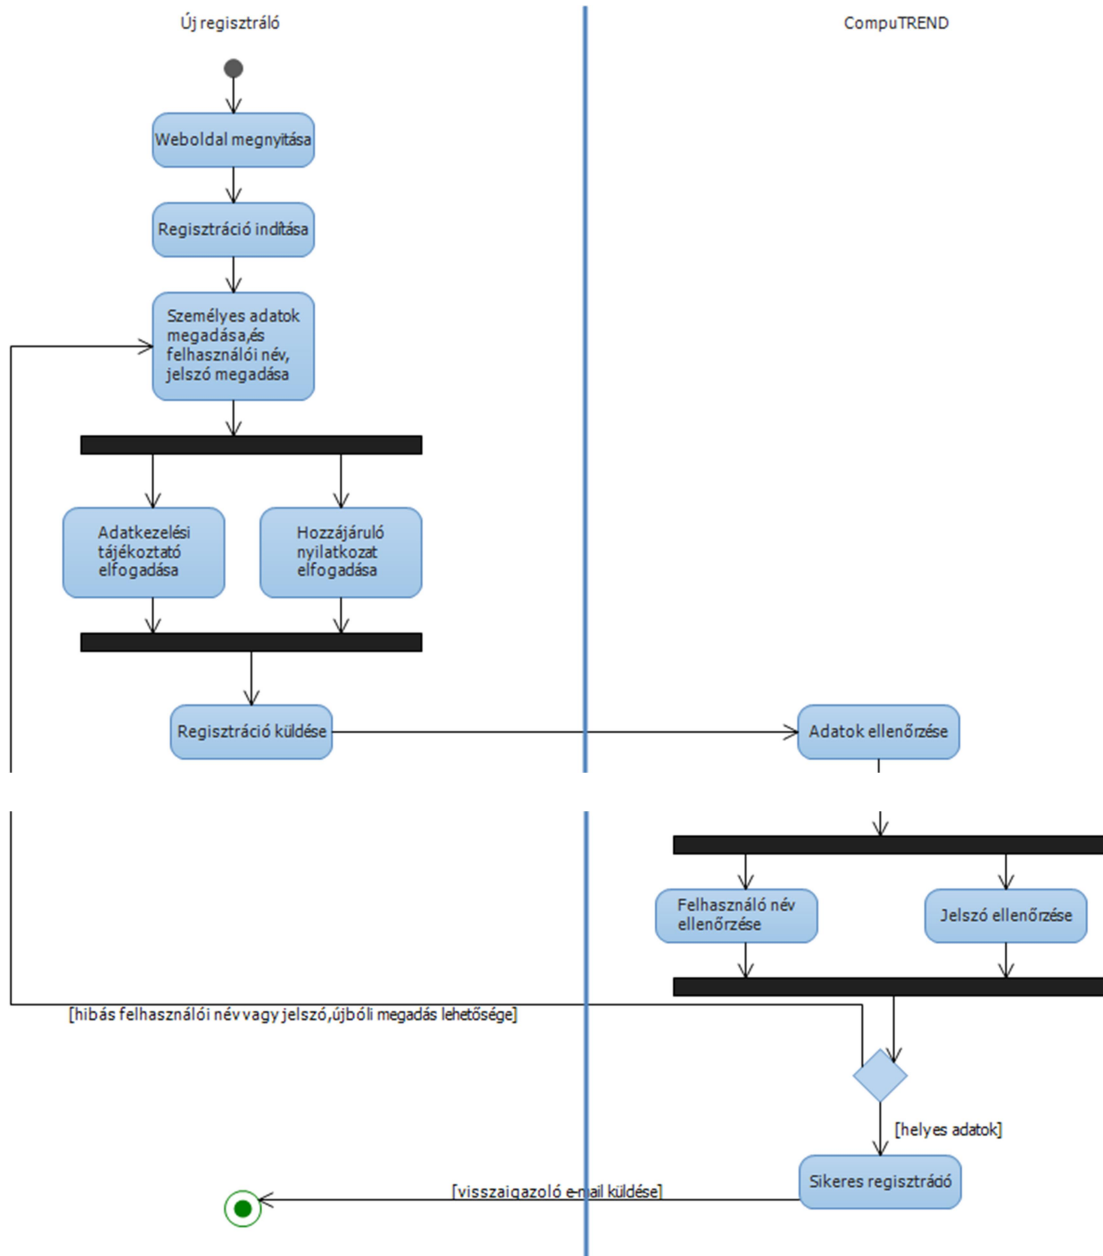 Új regisztráló
CompuTREND
Weboldal megnyitása
Regisztráció indítása
Személyes adatok
megadása,és
felhasználói név,
jelszó megadása
Adatkezelési
tájékoztató
elfogadása
Hozzájáruló
nyilatkozat
elfogadása
Regisztráció küldése
Adatok ellenőrzése
Felhasználó név
ellenőrzése
Jelszó ellenőrzése
[hibás felhasználói név vagy jelszó,újbóli megadás lehetősége]
[helyes adatok]
Sikeres regisztráció
[visszaigazoló e-mail küldése]